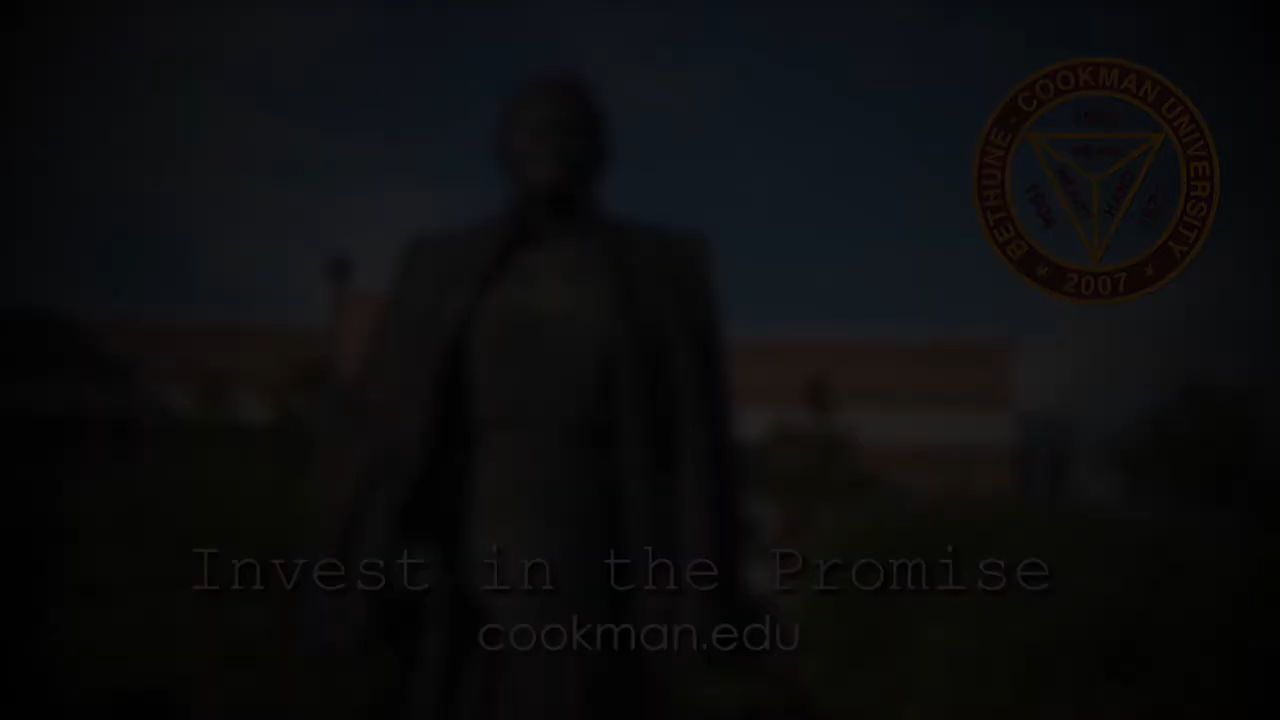 BETHUNE - COOKMAN UNIVERSITY
2007
Invest in the Promise
cookman.edu